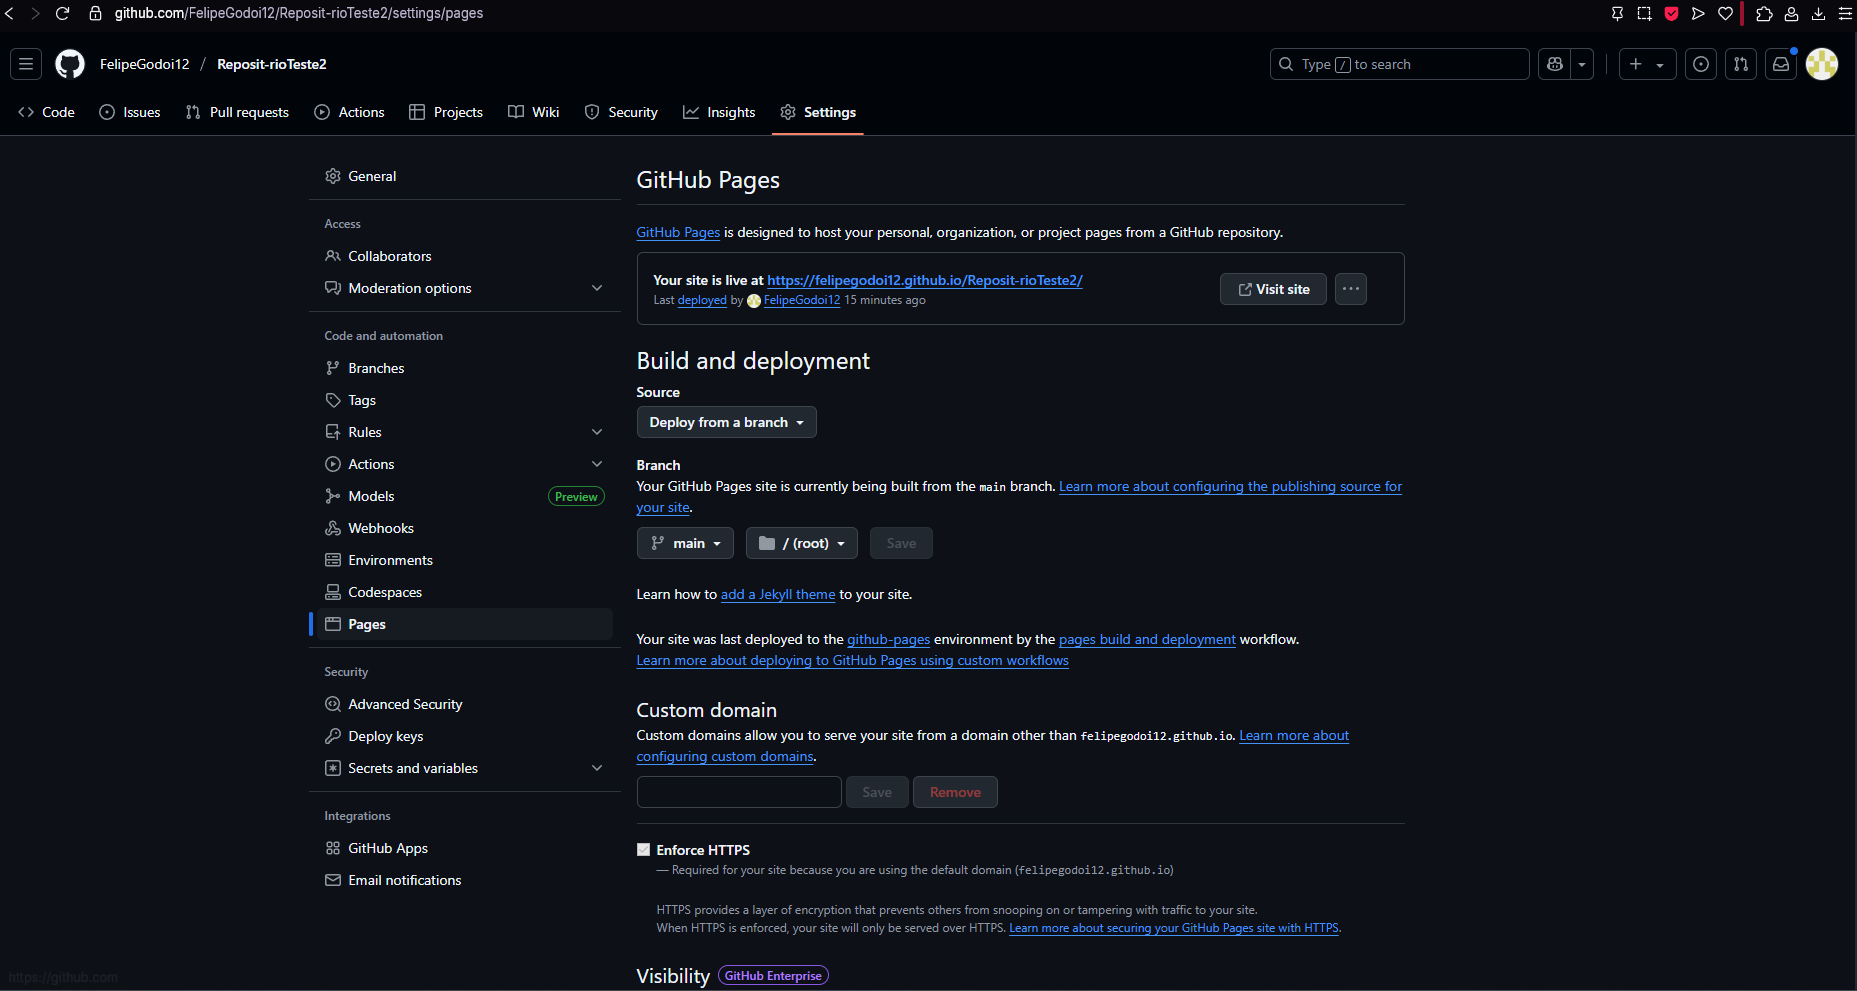 github.com/FelipeGodoi12/Reposit-rioTeste2/settings/pages
FelipeGodoi12 / Reposit-rioTeste2
Type / to search
Code Issues Pull requests Actions Projects Wiki Security Insights Settings
General
Access
Collaborators
Moderation options
Code and automation
Branches
Tags
Rules
Actions
Models Preview
Webhooks
Environments
Codespaces
Pages
Security
Advanced Security
Deploy keys
Secrets and variables
Integrations
GitHub Apps
Email notifications
GitHub Pages
GitHub Pages is designed to host your personal, organization, or project pages from a GitHub repository.
Your site is live at https://felipegodoi12.github.io/Reposit-rioTeste2/
Last deployed by FelipeGodoi12 15 minutes ago
Visit site
Build and deployment
Source
Deploy from a branch
Branch
Your GitHub Pages site is currently being built from the main branch. Learn more about configuring the publishing source for
your site.
main / (root) Save
Learn how to add a Jekyll theme to your site.
Your site was last deployed to the github-pages environment by the pages build and deployment workflow.
Learn more about deploying to GitHub Pages using custom workflows
Custom domain
Custom domains allow you to serve your site from a domain other than felipegodoi12.github.io. Learn more about
configuring custom domains.
Save Remove
Enforce HTTPS
— Required for your site because you are using the default domain (felipegodoi12.github.io)
HTTPS provides a layer of encryption that prevents others from snooping on or tampering with traffic to your site.
When HTTPS is enforced, your site will only be served over HTTPS. Learn more about securing your GitHub Pages site with HTTPS.
Visibility GitHub Enterprise
https://github.com